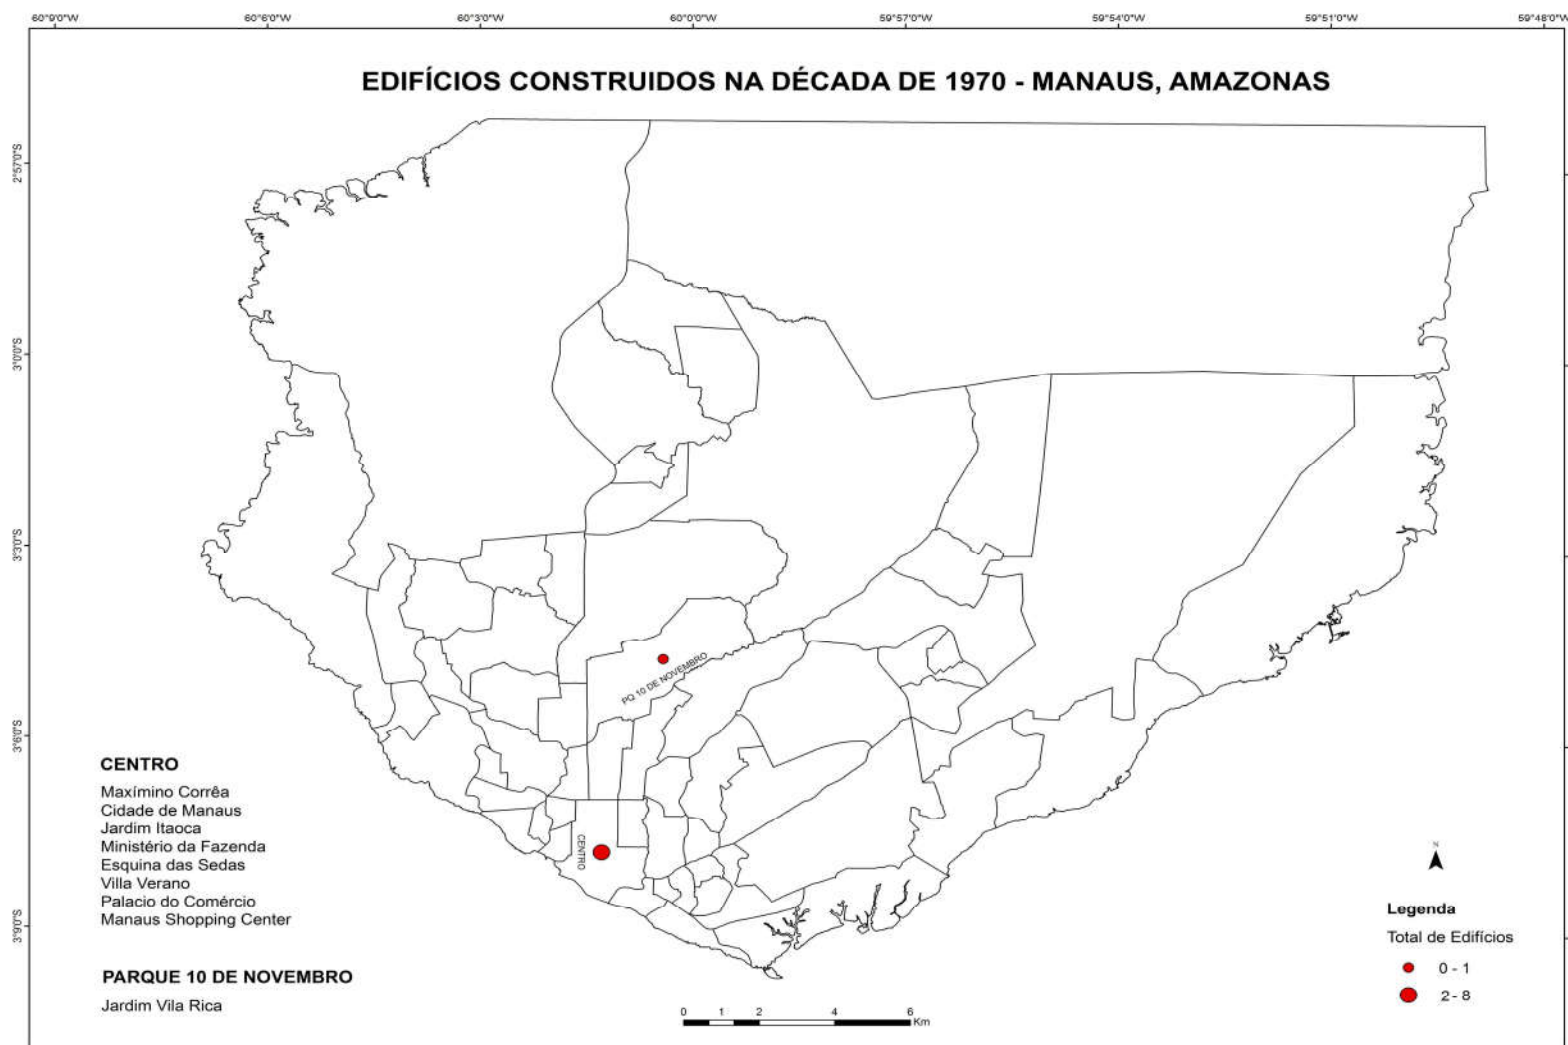 60°9'0"W 60°6'0"W 60°3'0"W 60°0'0"W 59°57'0"W 59°54'0"W 59°51'0"W 59°48'0"W
EDIFÍCIOS CONSTRUIDOS NA DÉCADA DE 1970 - MANAUS, AMAZONAS
2°57'0"S
3°0'0"S
3°3'0"S
3°6'0"S
3°9'0"S
PQ 10 DE NOVEMBRO
CENTRO
CENTRO
Maxímino Corrêa
Cidade de Manaus
Jardim Itaoca
Ministério da Fazenda
Esquina das Sedas
Villa Verano
Palacio do Comércio
Manaus Shopping Center
PARQUE 10 DE NOVEMBRO
Jardim Vila Rica
0 1 2 4 6
Km
N
Legenda
Total de Edifícios
0 - 1
2 - 8